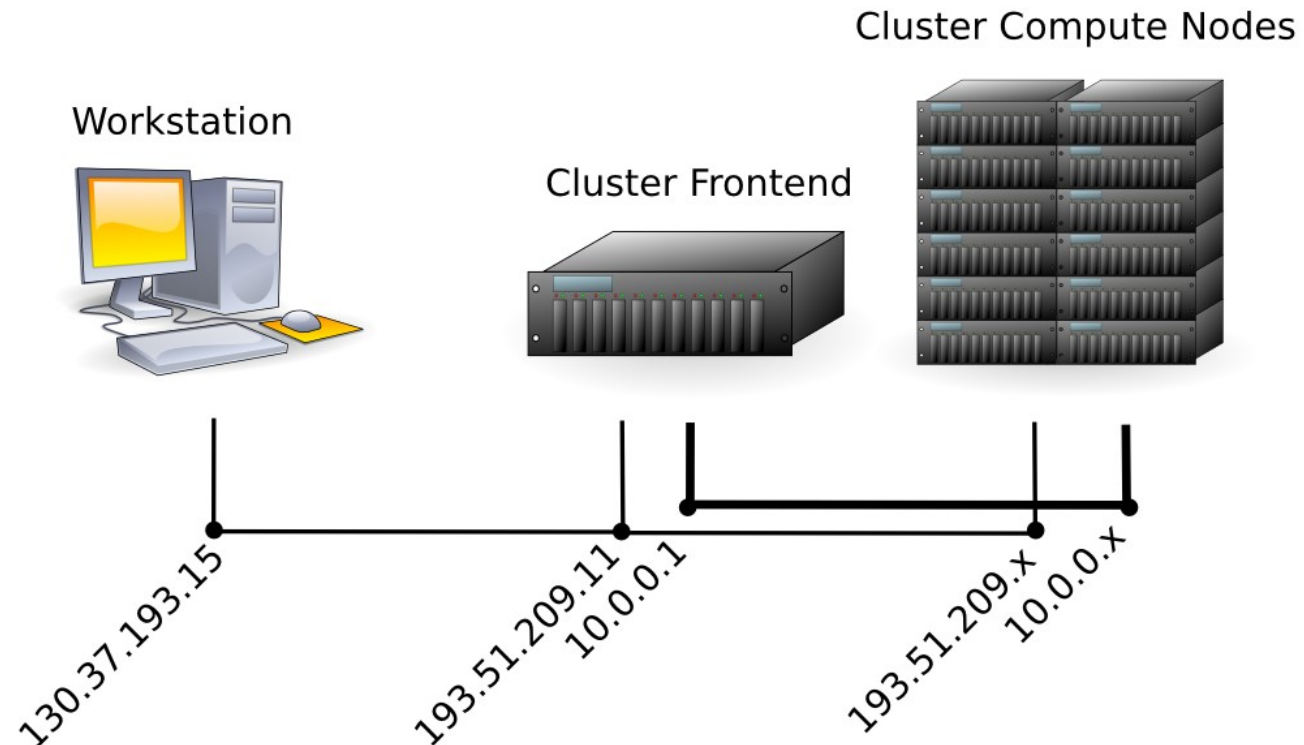 Cluster Compute Nodes
Workstation
Cluster Frontend
130.37.193.15
193.51.209.11
10.0.0.1
193.51.209.x
10.0.0.x